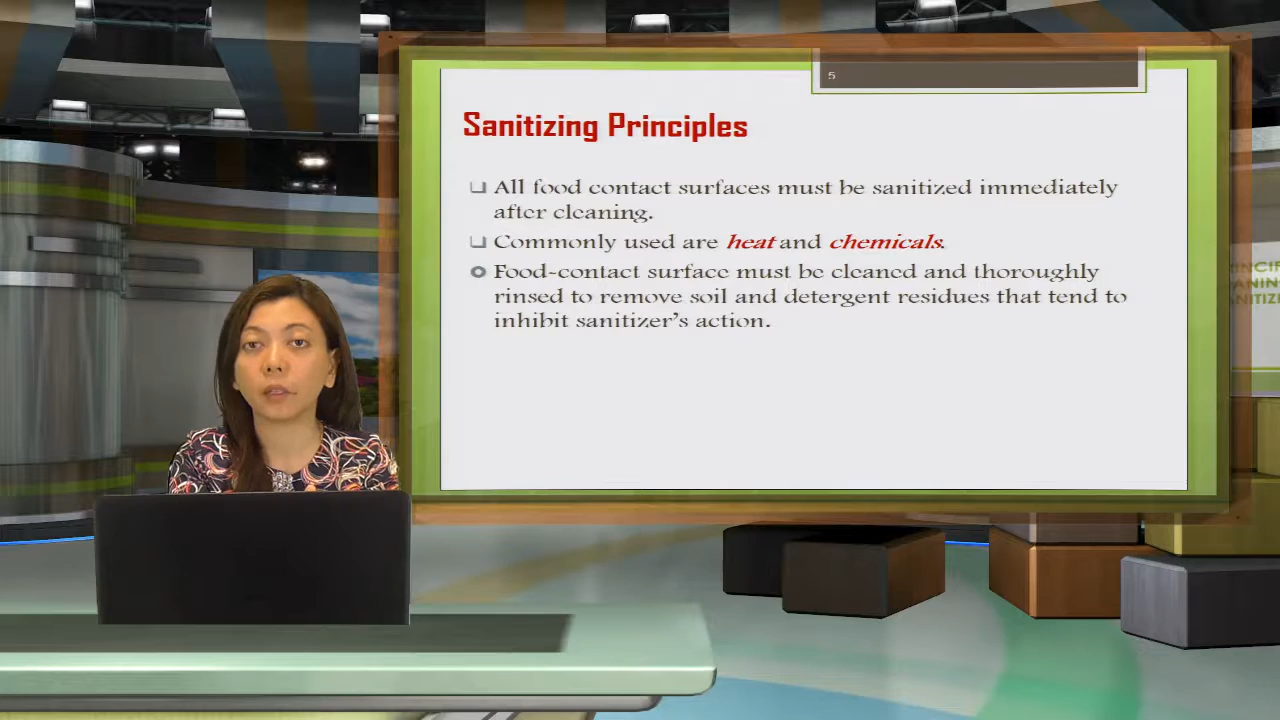 5
Sanitizing Principles
All food contact surfaces must be sanitized immediately
after cleaning.
Commonly used are heat and chemicals.
Food-contact surface must be cleaned and thoroughly
rinsed to remove soil and detergent residues that tend to
inhibit sanitizer's action.